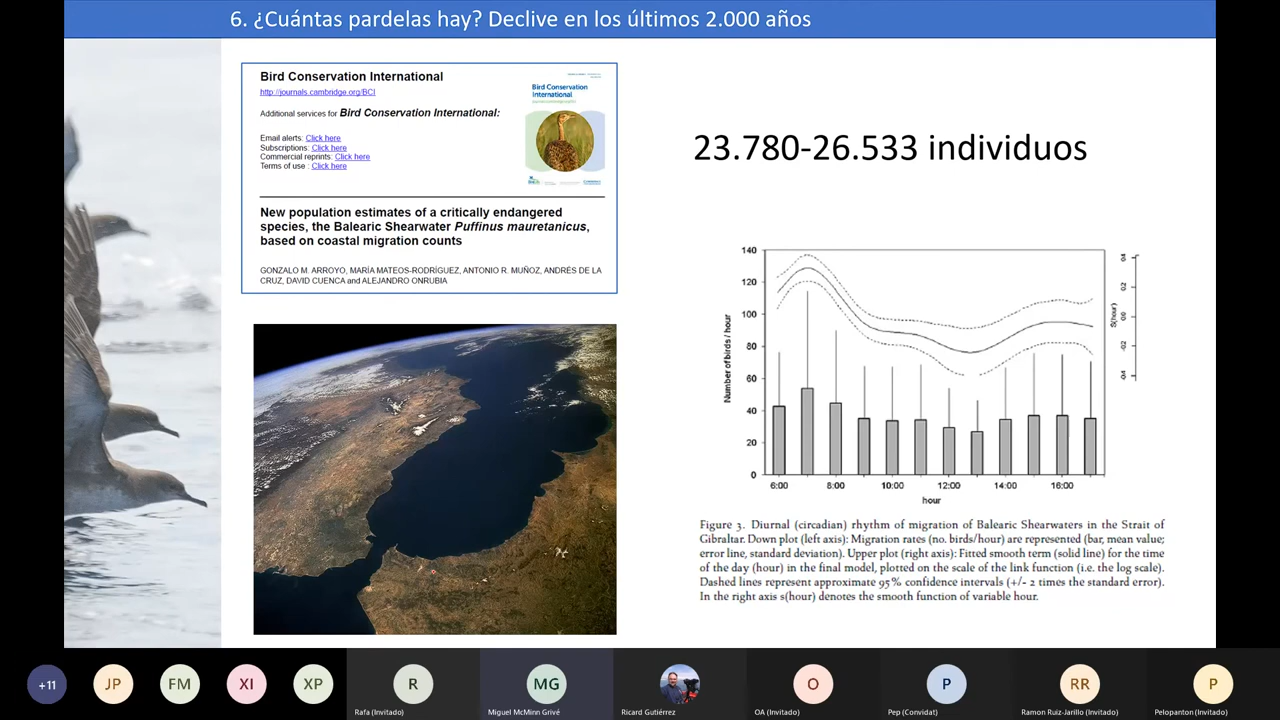 6. ¿Cuántas pardelas hay? Declive en los últimos 2.000 años
Bird Conservation International
http://journals.cambridge.org/BCI
Additional services for Bird Conservation International:
Email alerts: Click here
Subscriptions: Click here
Commercial reprints: Click here
Terms of use : Click here
Bird Conservation
International
New population estimates of a critically endangered
species, the Balearic Shearwater Puffinus mauretanicus,
based on coastal migration counts
GONZALO M. ARROYO, MARÍA MATEOS-RODRÍGUEZ, ANTONIO R. MUÑOZ, ANDRÉS DE LA
CRUZ, DAVID CUENCA and ALEJANDRO ONRUBIA
23.780-26.533 individuos
140
120
100
80
60
40
20
0
Number of birds / hour
6:00 8:00 10:00 12:00 14:00 16:00
hour
S(hour)
04
02
00
-02
-04
Figure 3. Diurnal (circadian) rhythm of migration of Balearic Shearwaters in the Strait of
Gibraltar. Down plot (left axis): Migration rates (no. birds/hour) are represented (bar, mean value;
error line, standard deviation). Upper plot (right axis): Fitted smooth term (solid line) for the time
of the day (hour) in the final model, plotted on the scale of the link function (i.e. the log scale).
Dashed lines represent approximate 95% confidence intervals (+/- 2 times the standard error).
In the right axis s(hour) denotes the smooth function of variable hour.
+11
JP
FM
XI
XP
R
MG
O
P
RR
P
Rafa (Invitado)
Miguel McMinn Grivé
Ricard Gutiérrez
OA (Invitado)
Pep (Convidat)
Ramon Ruiz-Jarillo (Invitado)
Pelopanton (Invitado)